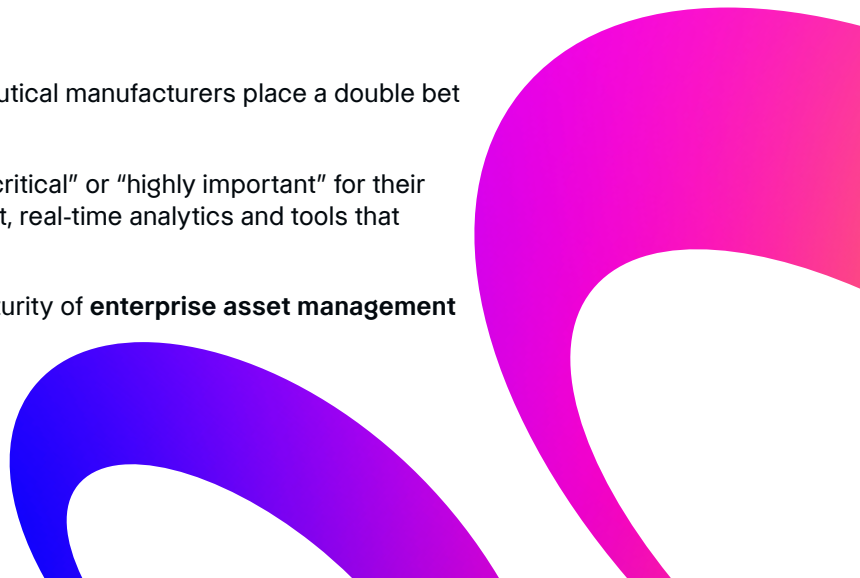 utical manufacturers place a double bet
critical” or “highly important” for their
t, real-time analytics and tools that
urity of enterprise asset management